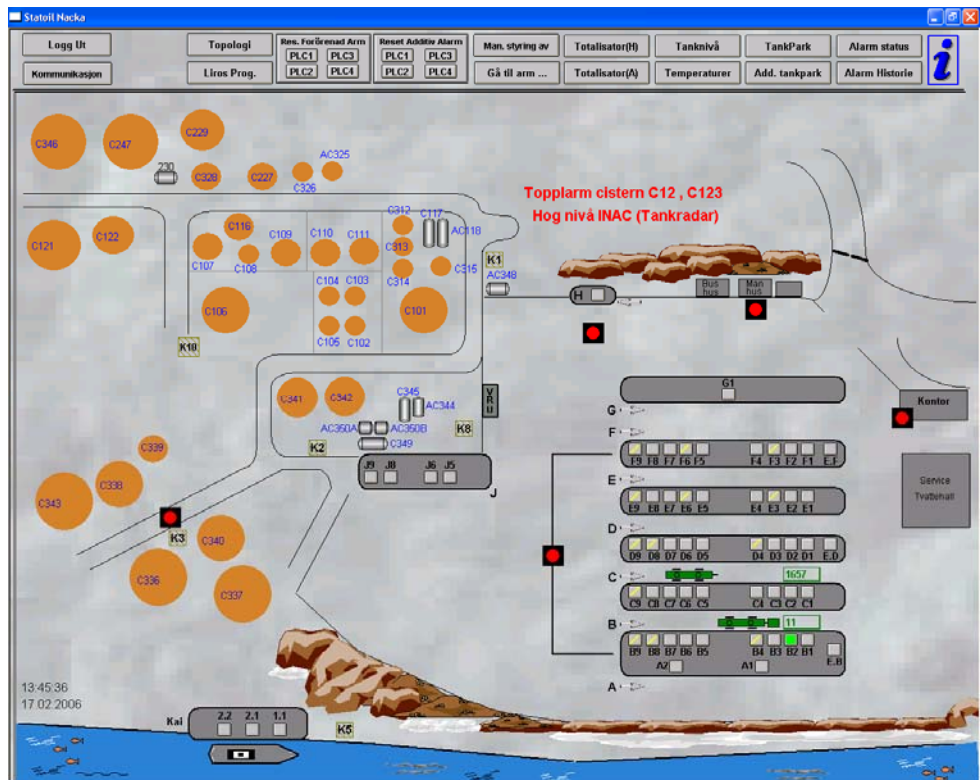 Statoil Nacka
Logg Ut
Kommunikasjon
Topologi
Liros Prog.
Res. Forörenad Arm
PLC1 PLC3
PLC2 PLC4
Reset Additiv Alarm
PLC1 PLC3
PLC2 PLC4
Man. styring av
Gå til arm ...
Totalisator(H)
Totalisator(A)
Tanknivå
Temperaturer
TankPark
Add. tankpark
Alarm status
Alarm Historie
i
C346
C247
C229
230
C328
C227
C326
AC325
Topplarm cistern C12 , C123
Hog nivå INAC (Tankradar)
C121
C122
C116
C107
C108
C109
C110
C111
C312
C313
C314
C117
AC118
C315
K1
AC348
C106
C104
C103
C105
C102
C101
K10
H
Bus
hus
Man
hus
C341
C342
C345
AC344
AC350A
AC350B
C349
K2
K8
VRU
J9 J8 J6 J5
J
G1
G
F
F9 F8 F7 F6 F5 F4 F3 F2 F1 E.F
E
E9 E8 E7 E6 E5 E4 E3 E2 E1
D
D9 D8 D7 D6 D5 D4 D3 D2 D1 E.D
C
1657
C9 C8 C7 C6 C5 C4 C3 C2 C1
B
11
B9 B8 B7 B6 B5 B4 B3 B2 B1
E.B
A2 A1
A
Kontor
Service
Tvattehall
C339
C338
C343
K3
C340
C336
C337
13:45:36
17.02.2006
Kai
2.2 2.1 1.1
K5